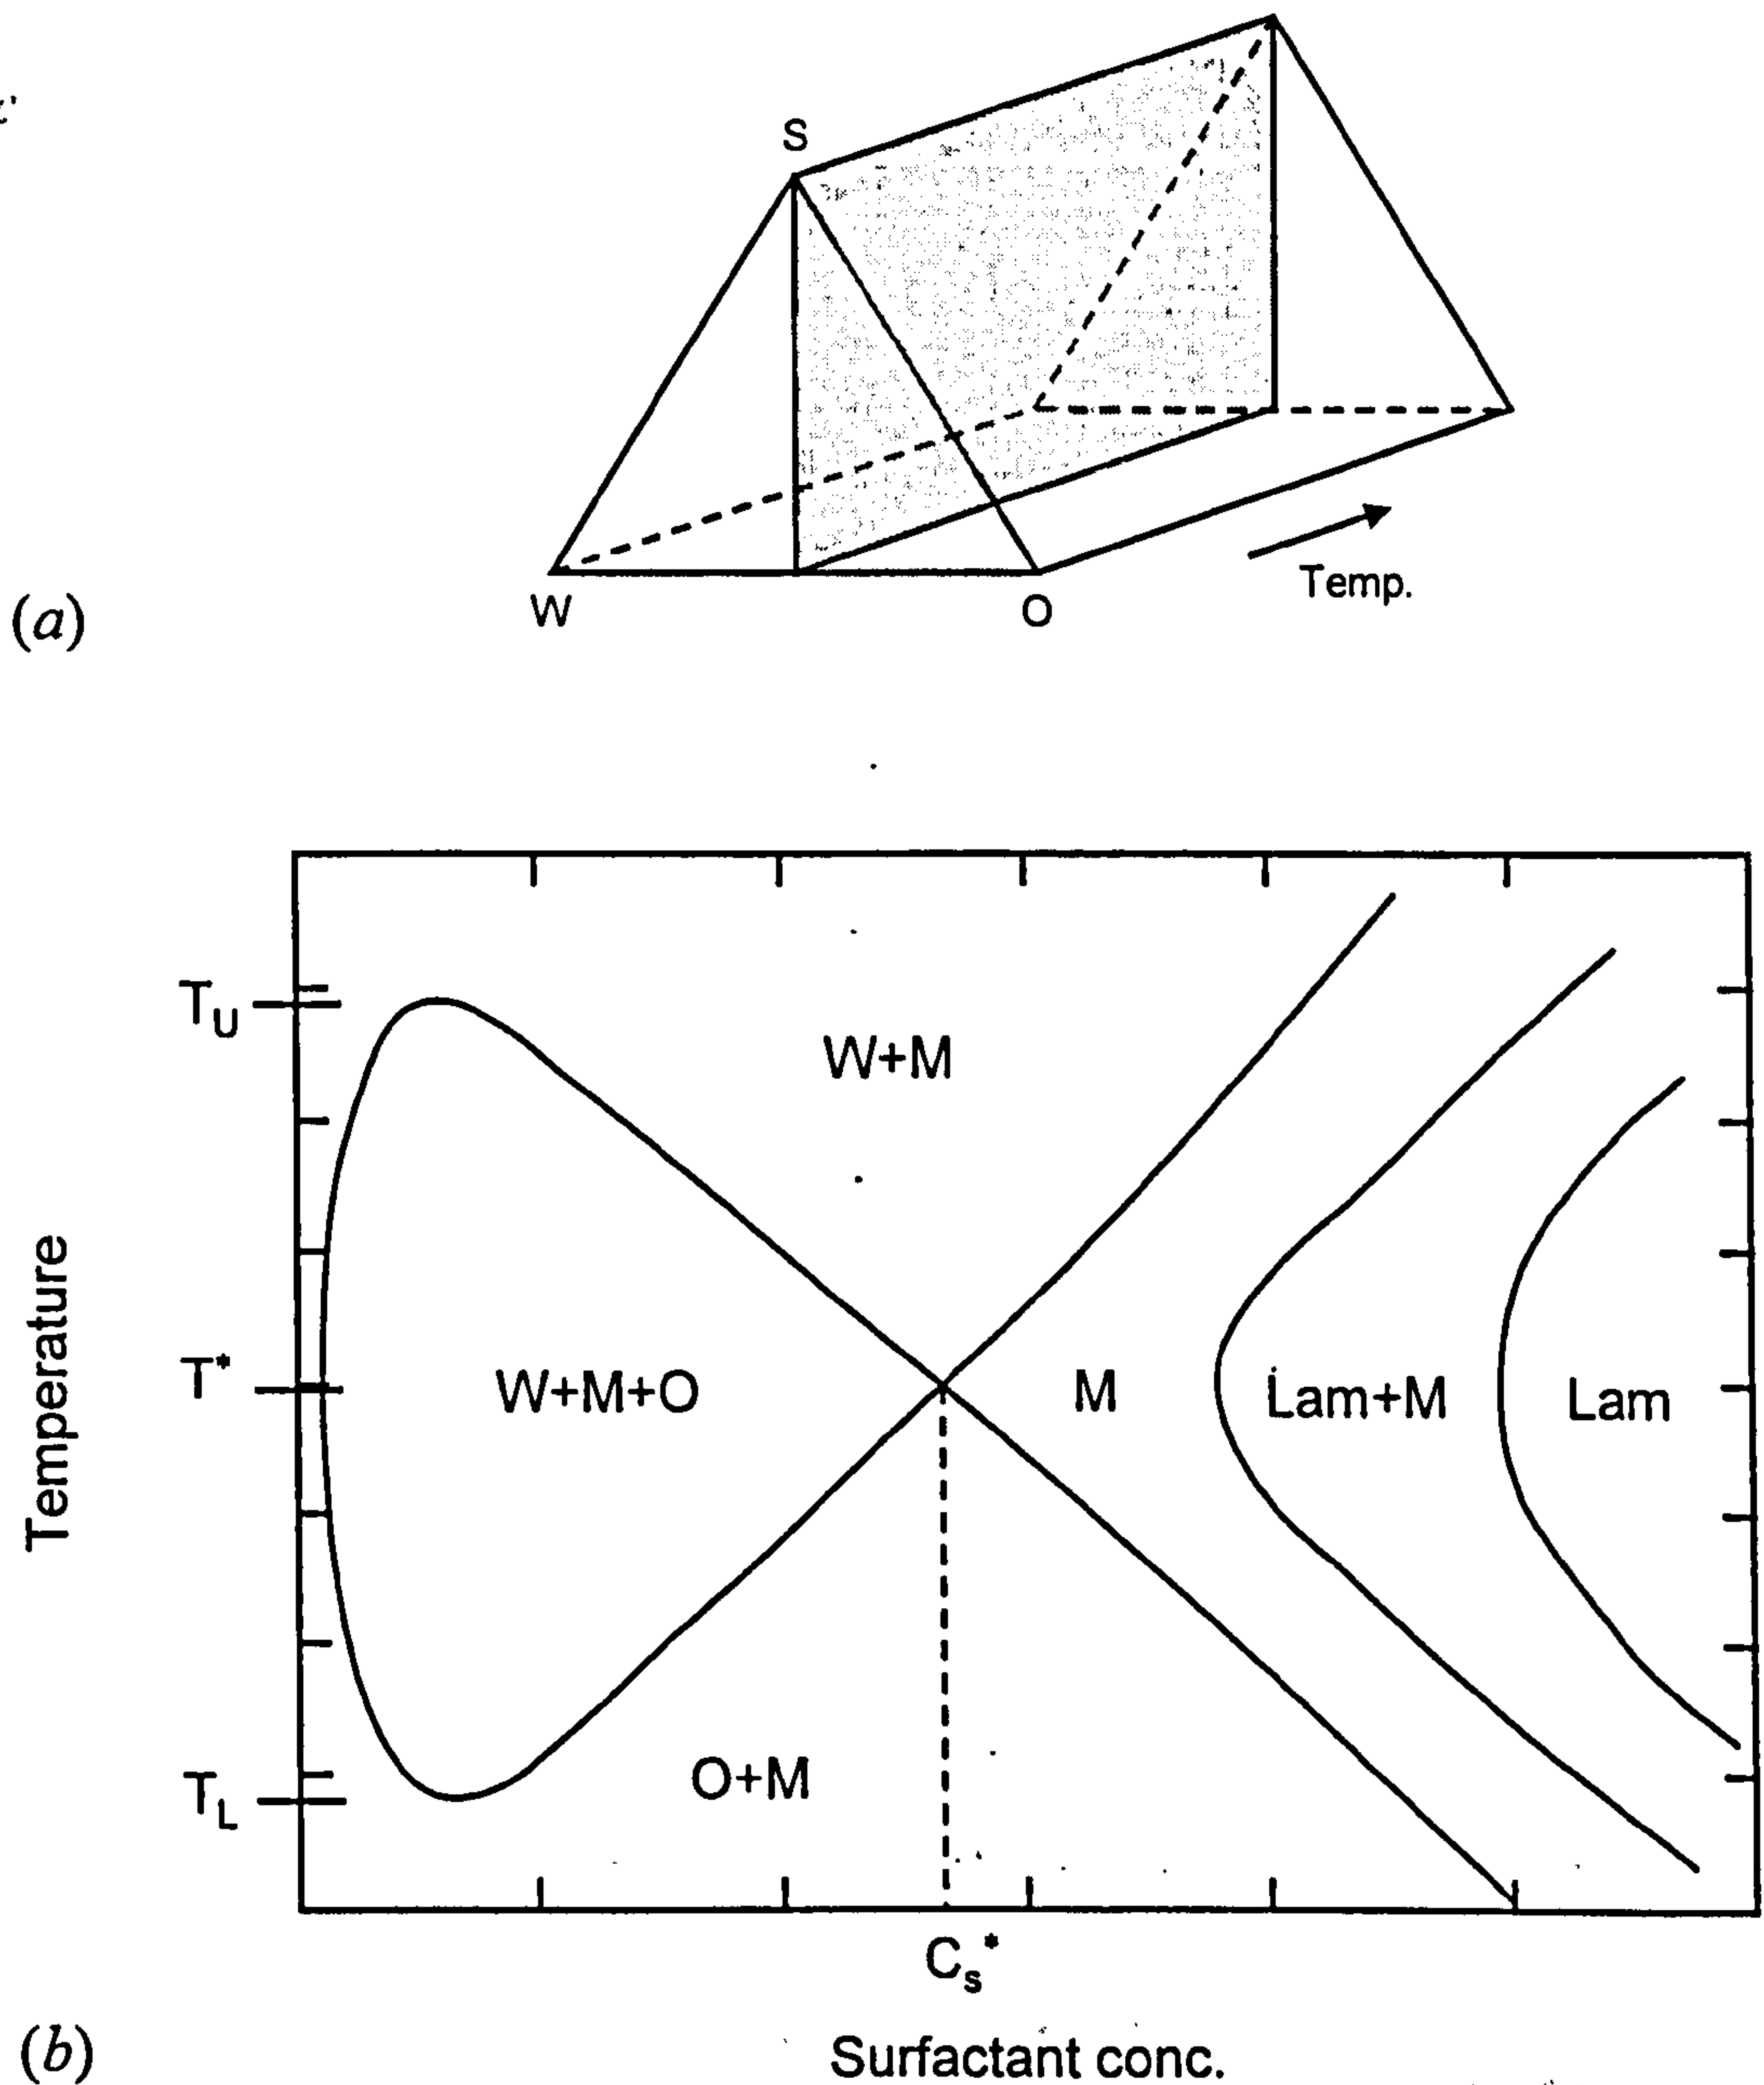 S
W
O
Temp.
(a)
T_U
W+M
Temperature
T*
W+M+O
M
Lam+M
Lam
O+M
T_L
C_s*
(b)
Surfactant conc.